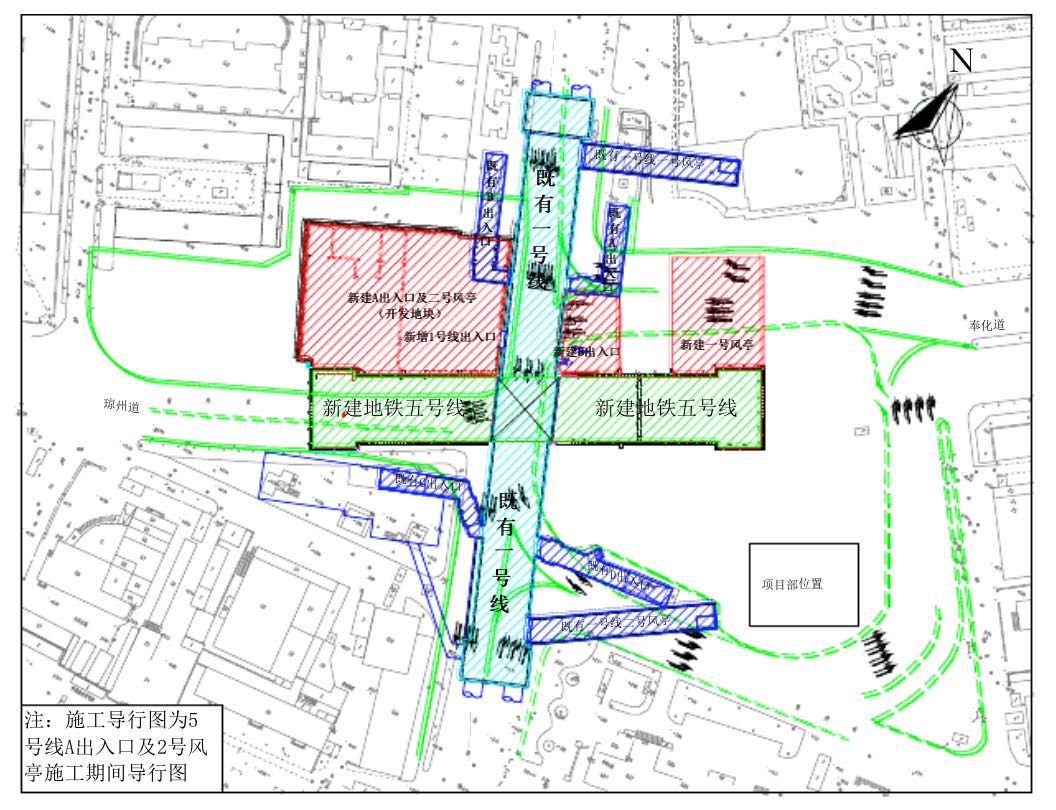 N
既有一号线一号风亭
既有B出入口
既有一号线
既有A出入口
新建A出入口及二号风亭
（开发地块）
新增1号线出入口
新建B出入口
新建一号风亭
奉化道
琼州道
新建地铁五号线
新建地铁五号线
既有C出入口
既有一号线
既有D出入口
项目部位置
既有一号线二号风亭
注：施工导行图为5
号线A出入口及2号风
亭施工期间导行图